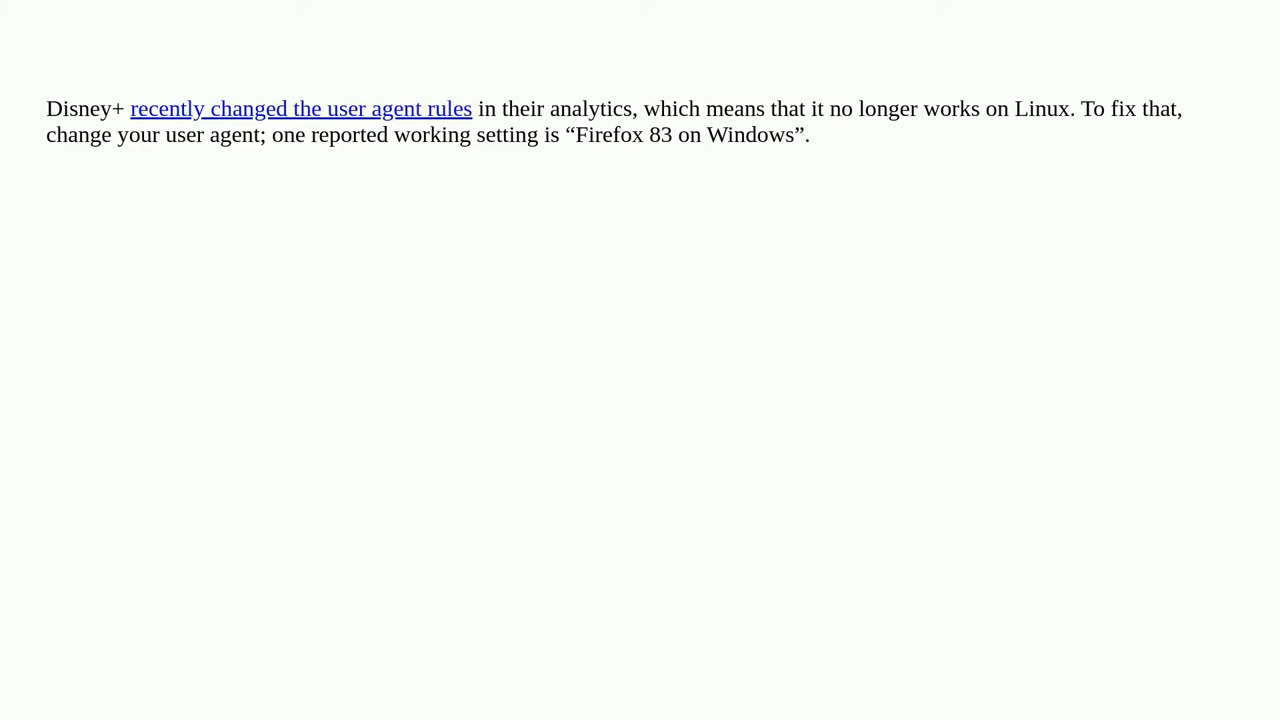 Disney+ recently changed the user agent rules in their analytics, which means that it no longer works on Linux. To fix that,
change your user agent; one reported working setting is “Firefox 83 on Windows”.